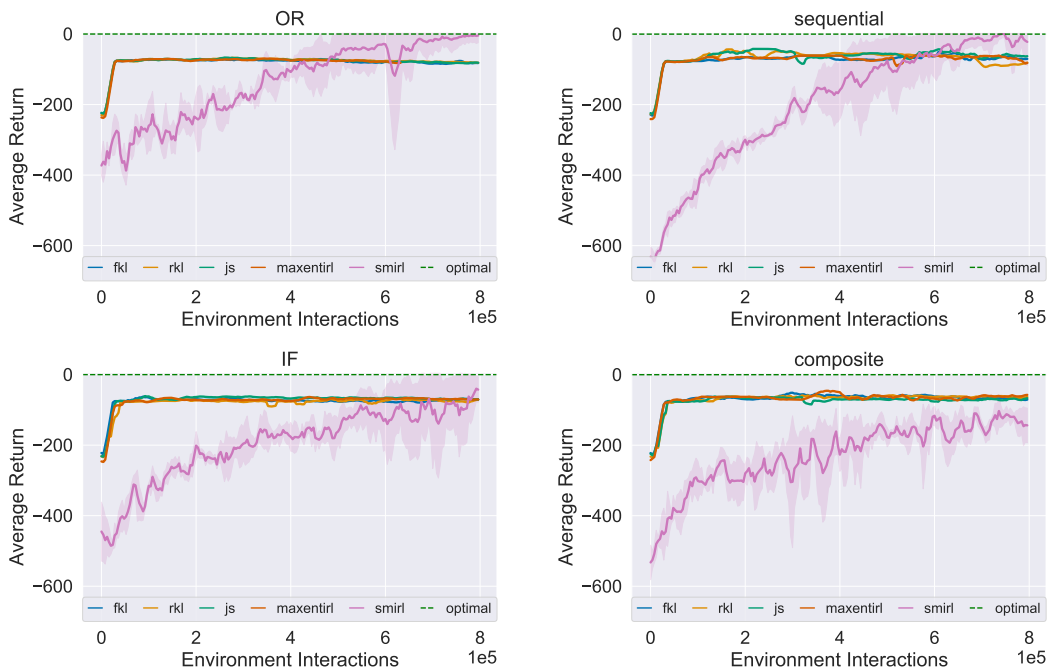 OR
0
−200
−400
−600
Average Return
fkl rkl js maxentirl smirl optimal
0 2 4 6 8
Environment Interactions
1e5
sequential
0
−200
−400
−600
Average Return
fkl rkl js maxentirl smirl optimal
0 2 4 6 8
Environment Interactions
1e5
IF
0
−200
−400
−600
Average Return
fkl rkl js maxentirl smirl optimal
0 2 4 6 8
Environment Interactions
1e5
composite
0
−200
−400
−600
Average Return
fkl rkl js maxentirl smirl optimal
0 2 4 6 8
Environment Interactions
1e5